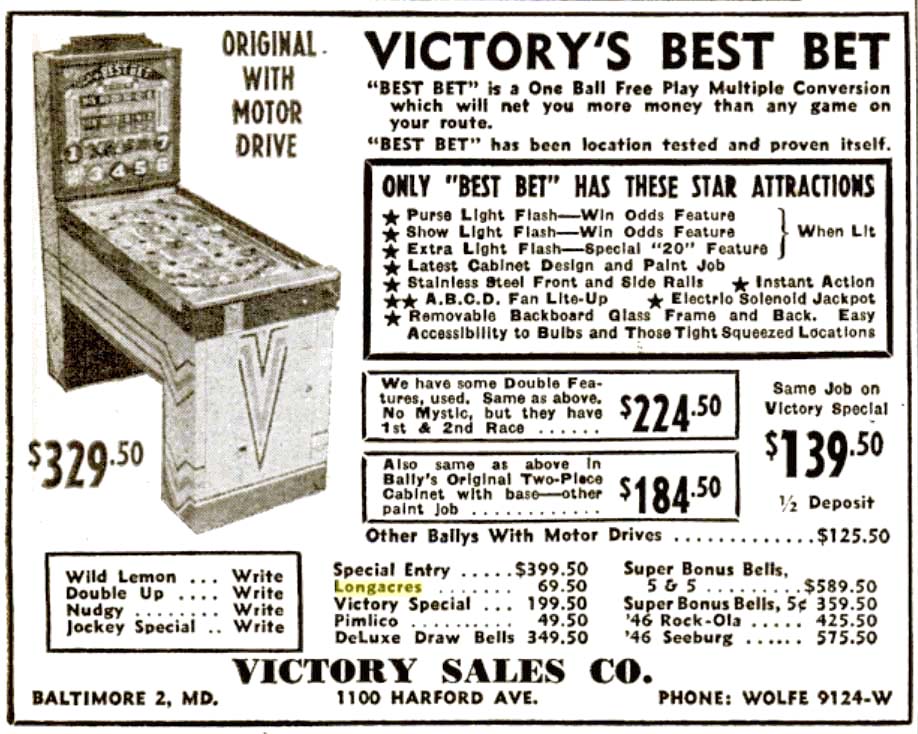 ORIGINAL
WITH
MOTOR
DRIVE
BEST BET
1
7
3 4 5 6
$329.50
VICTORY'S BEST BET
"BEST BET" is a One Ball Free Play Multiple Conversion
which will net you more money than any game on
your route.
"BEST BET" has been location tested and proven itself.
ONLY "BEST BET" HAS THESE STAR ATTRACTIONS
★ Purse Light Flash—Win Odds Feature
★ Show Light Flash—Win Odds Feature
★ Extra Light Flash—Special "20" Feature
When Lit
★ Latest Cabinet Design and Paint Job
★ Stainless Steel Front and Side Rails ★ Instant Action
★★ A.B.C.D. Fan Lite-Up ★ Electric Solenoid Jackpot
★ Removable Backboard Glass Frame and Back. Easy
Accessibility to Bulbs and Those Tight Squeezed Locations
We have some Double Fea-
tures, used. Same as above.
No Mystic, but they have
1st & 2nd Race ...... $224.50
Also same as above in
Bally's Original Two-Piece
Cabinet with base—other
paint job ............ $184.50
Same Job on
Victory Special
$139.50
½ Deposit
Other Ballys With Motor Drives ............. $125.50
Wild Lemon ... Write
Double Up .... Write
Nudgy ........ Write
Jockey Special .. Write
Special Entry ..... $399.50
Longacres ....... 69.50
Victory Special ... 199.50
Pimlico ......... 49.50
DeLuxe Draw Bells 349.50
Super Bonus Bells,
5 & 5 ........... $589.50
Super Bonus Bells, 5¢ 359.50
'46 Rock-Ola ..... 425.50
'46 Seeburg ...... 575.50
VICTORY SALES CO.
BALTIMORE 2, MD. 1100 HARFORD AVE. PHONE: WOLFE 9124-W